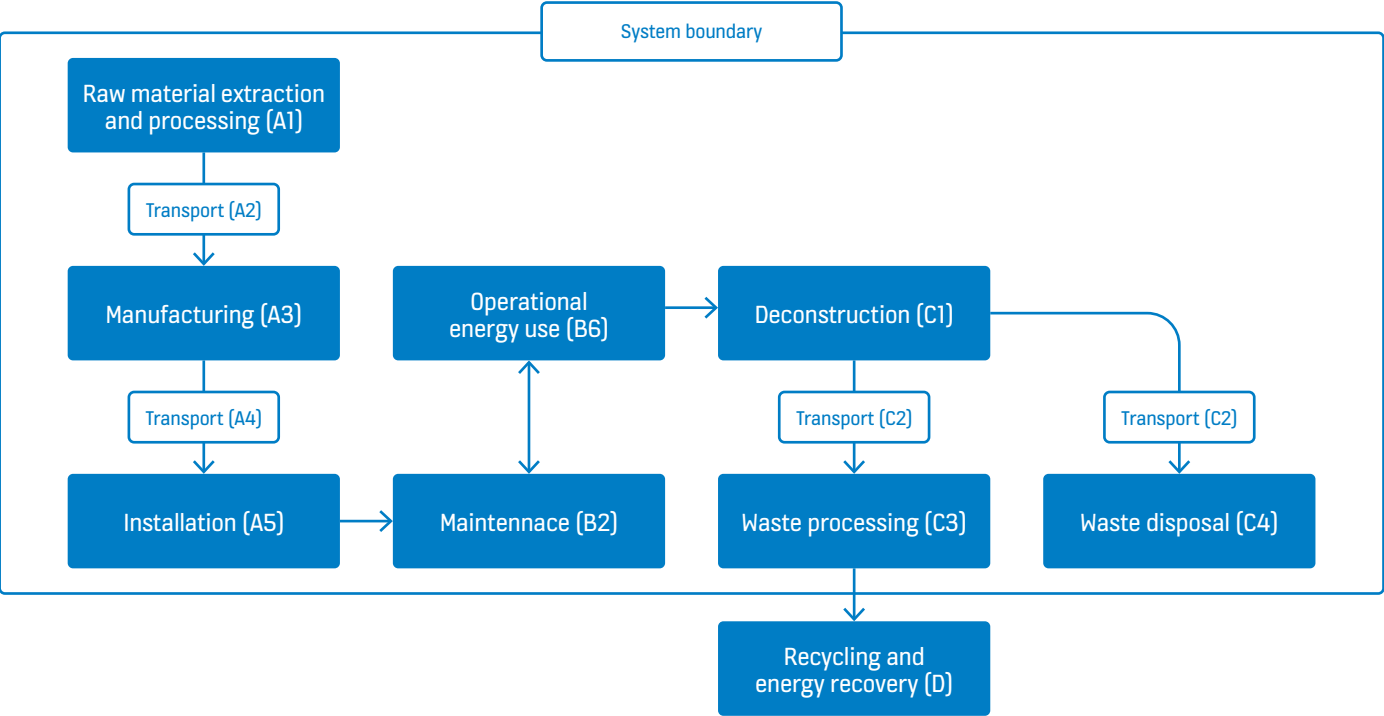 System boundary
Raw material extraction
and processing (A1)
Transport (A2)
Manufacturing (A3)
Operational
energy use (B6)
Deconstruction (C1)
Transport (A4)
Transport (C2)
Transport (C2)
Installation (A5)
Maintennace (B2)
Waste processing (C3)
Waste disposal (C4)
Recycling and
energy recovery (D)